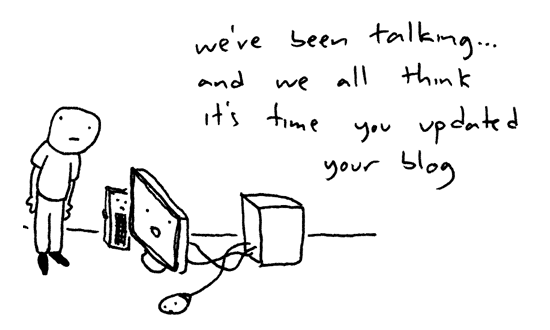 we've been talking...
and we all think
it's time you updated
your blog